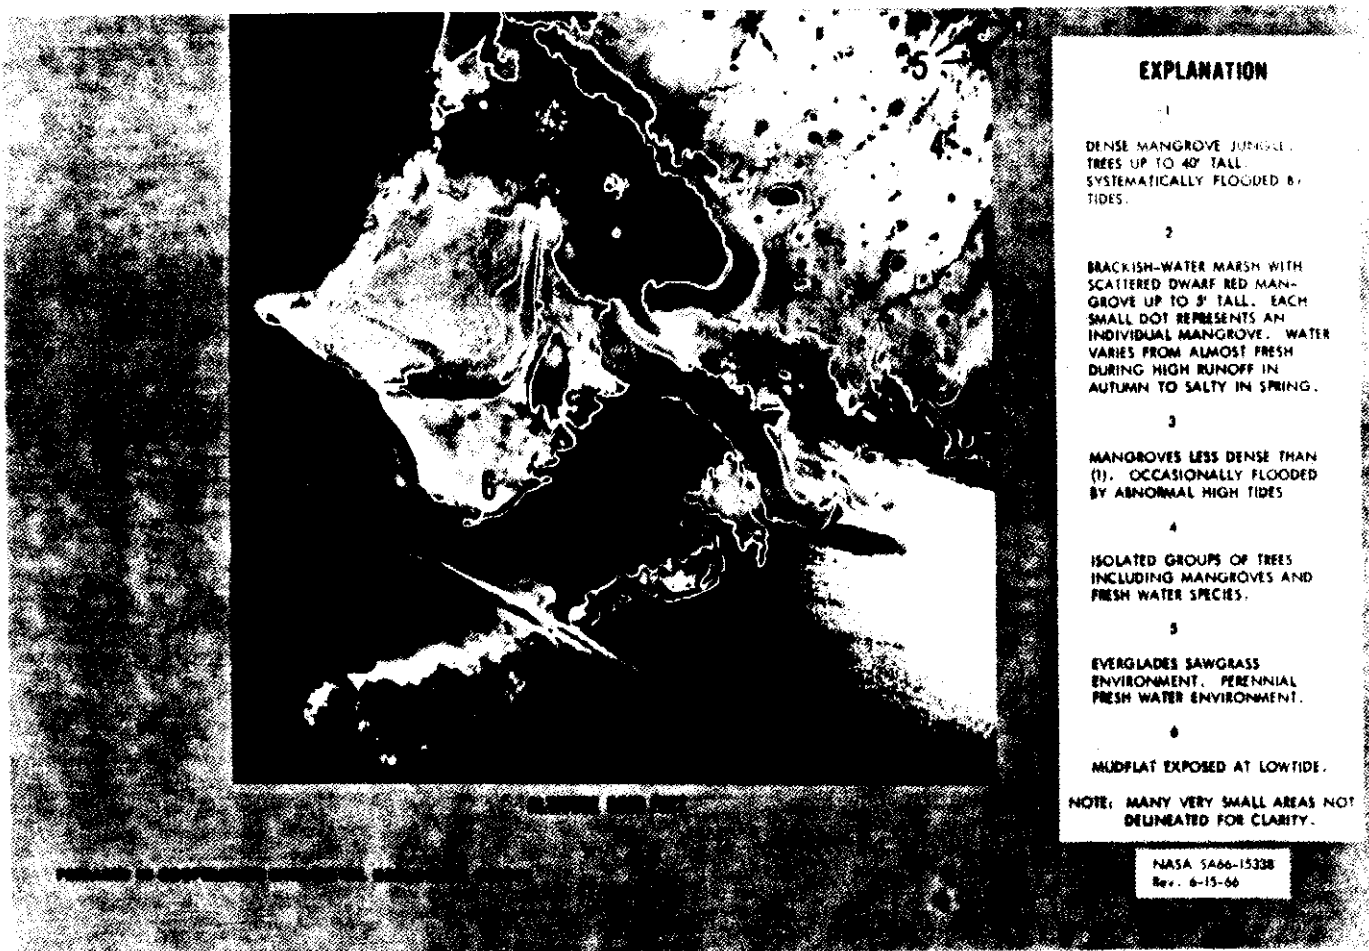 5
4
2
3
6
EXPLANATION
1
DENSE MANGROVE JUNGLE.
TREES UP TO 40' TALL.
SYSTEMATICALLY FLOODED BY
TIDES.
2
BRACKISH-WATER MARSH WITH
SCATTERED DWARF RED MAN-
GROVE UP TO 5' TALL. EACH
SMALL DOT REPRESENTS AN
INDIVIDUAL MANGROVE. WATER
VARIES FROM ALMOST FRESH
DURING HIGH RUNOFF IN
AUTUMN TO SALTY IN SPRING.
3
MANGROVES LESS DENSE THAN
(1). OCCASIONALLY FLOODED
BY ABNORMAL HIGH TIDES
4
ISOLATED GROUPS OF TREES
INCLUDING MANGROVES AND
FRESH WATER SPECIES.
5
EVERGLADES SAWGRASS
ENVIRONMENT. PERENNIAL
FRESH WATER ENVIRONMENT.
6
MUDFLAT EXPOSED AT LOWTIDE.
NOTE: MANY VERY SMALL AREAS NOT
DELINEATED FOR CLARITY.
NASA SA66-15338
Rev. 6-15-66